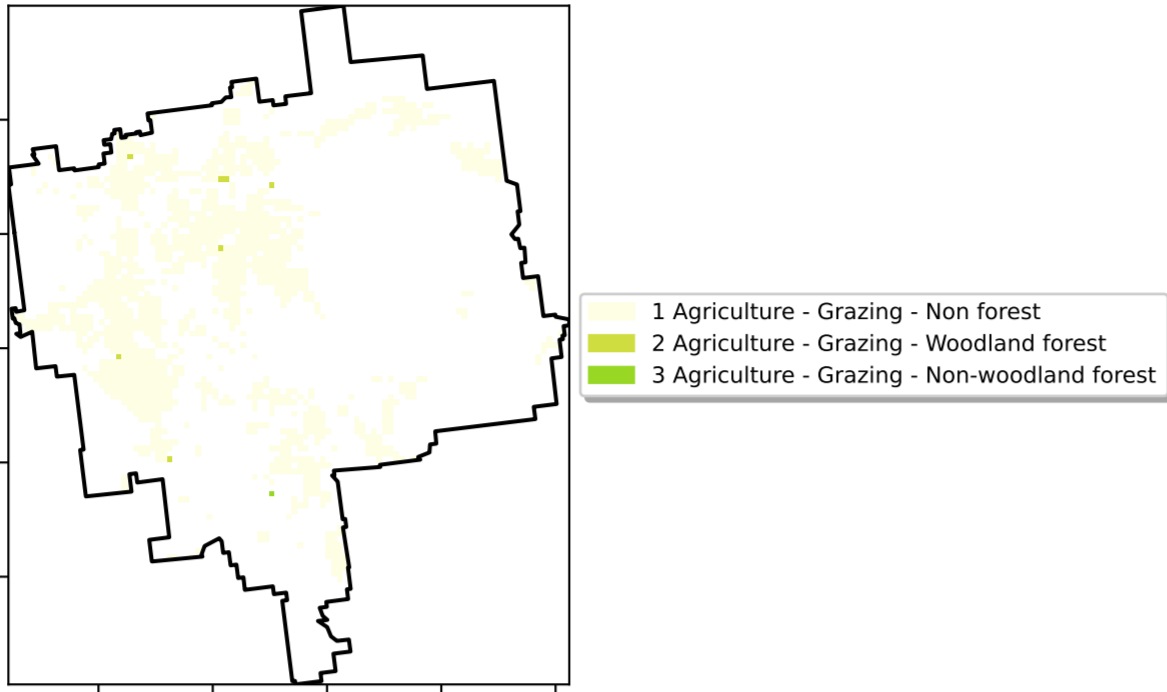 1 Agriculture - Grazing - Non forest
2 Agriculture - Grazing - Woodland forest
3 Agriculture - Grazing - Non-woodland forest